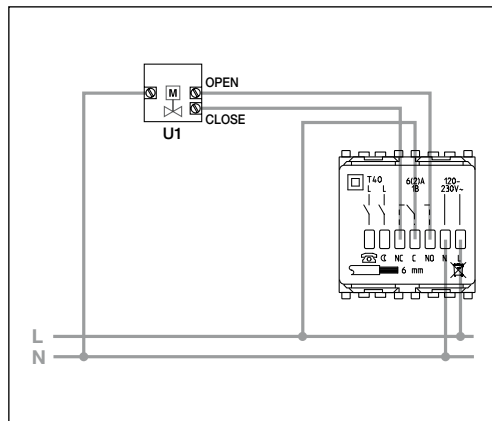 OPEN
M
CLOSE
U1
T40 6(2)A 120-
L L 1B 230V~
NC C NO N L
6 mm
L
N